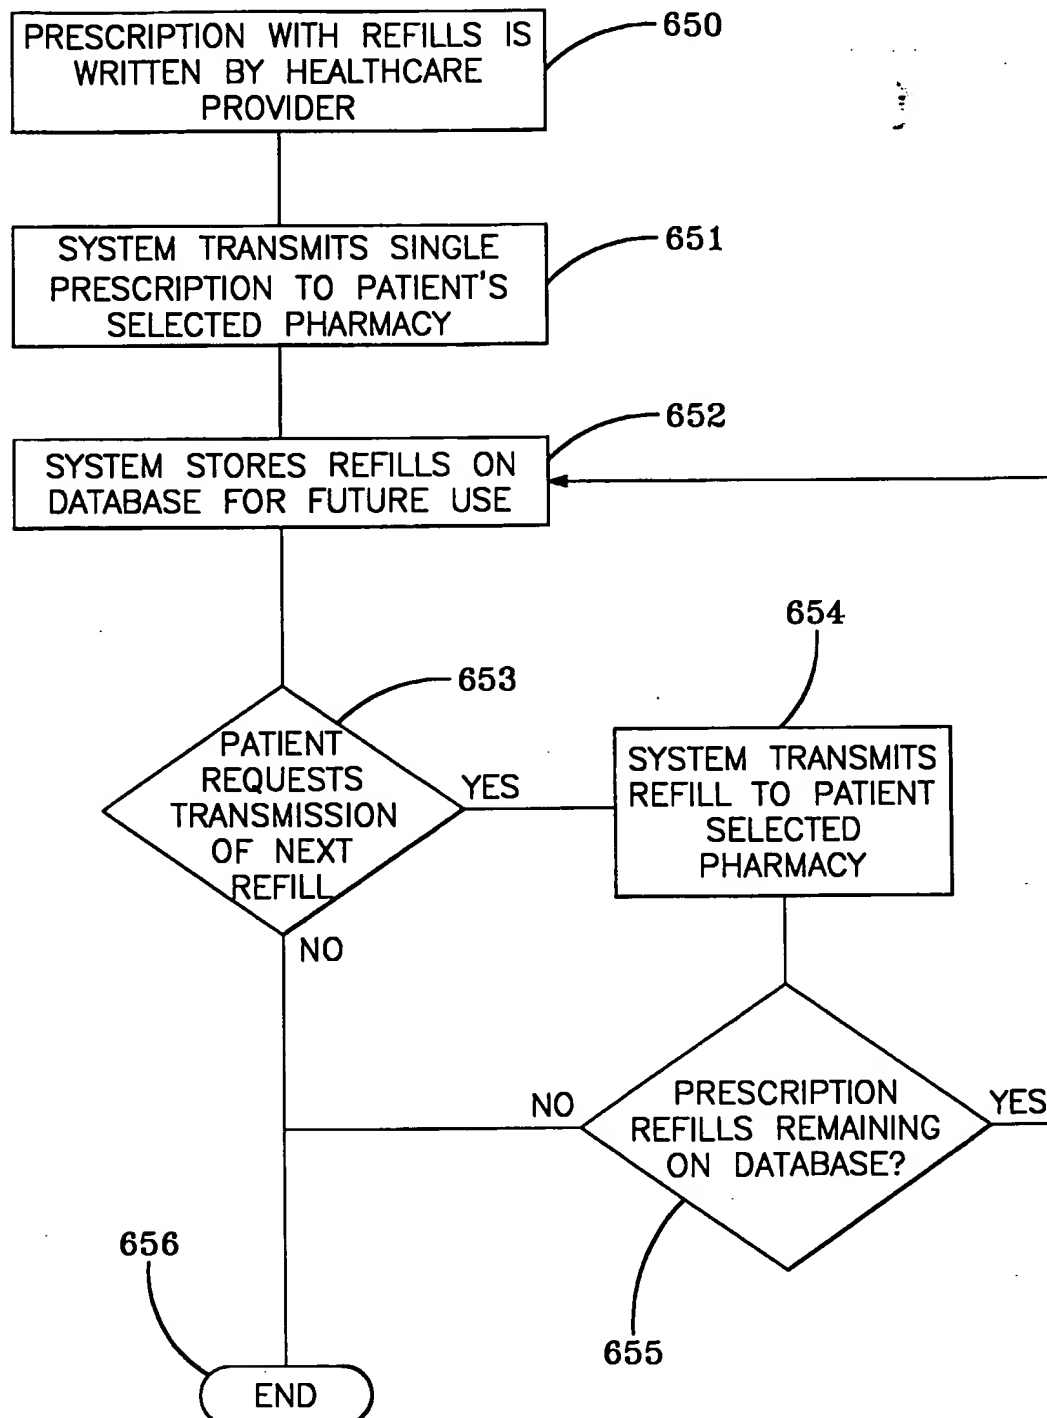 PRESCRIPTION WITH REFILLS IS
WRITTEN BY HEALTHCARE
PROVIDER
650
SYSTEM TRANSMITS SINGLE
PRESCRIPTION TO PATIENT'S
SELECTED PHARMACY
651
SYSTEM STORES REFILLS ON
DATABASE FOR FUTURE USE
652
PATIENT
REQUESTS
TRANSMISSION
OF NEXT
REFILL
653
YES
NO
SYSTEM TRANSMITS
REFILL TO PATIENT
SELECTED
PHARMACY
654
PRESCRIPTION
REFILLS REMAINING
ON DATABASE?
NO
YES
655
END
656